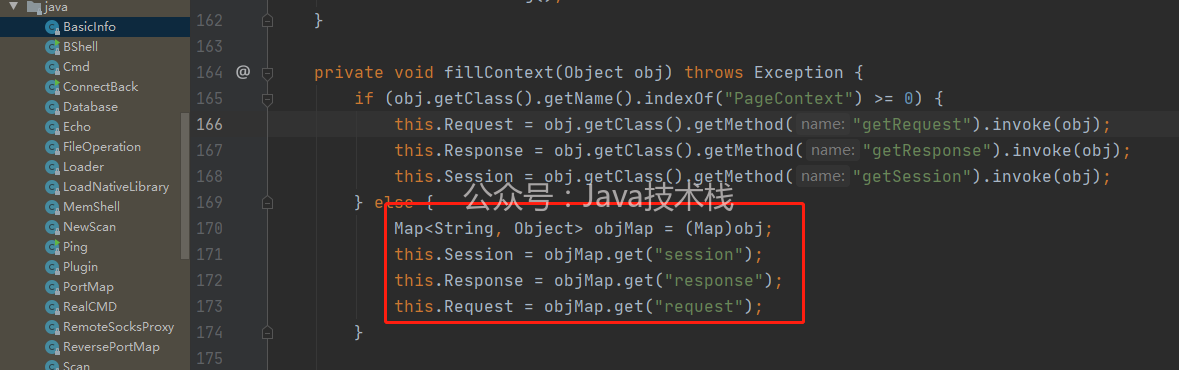 java
BasicInfo
BShell
Cmd
ConnectBack
Database
Echo
FileOperation
Loader
LoadNativeLibrary
MemShell
NewScan
Ping
Plugin
PortMap
RealCMD
RemoteSocksProxy
ReversePortMap
Scan
162 }
163
164 @ private void fillContext(Object obj) throws Exception {
165 if (obj.getClass().getName().indexOf("PageContext") >= 0) {
166 this.Request = obj.getClass().getMethod( name: "getRequest").invoke(obj);
167 this.Response = obj.getClass().getMethod( name: "getResponse").invoke(obj);
168 this.Session = obj.getClass().getMethod( name: "getSession").invoke(obj);
公众号：Java技术栈
169 } else {
170 Map<String, Object> objMap = (Map)obj;
171 this.Session = objMap.get("session");
172 this.Response = objMap.get("response");
173 this.Request = objMap.get("request");
174 }
175